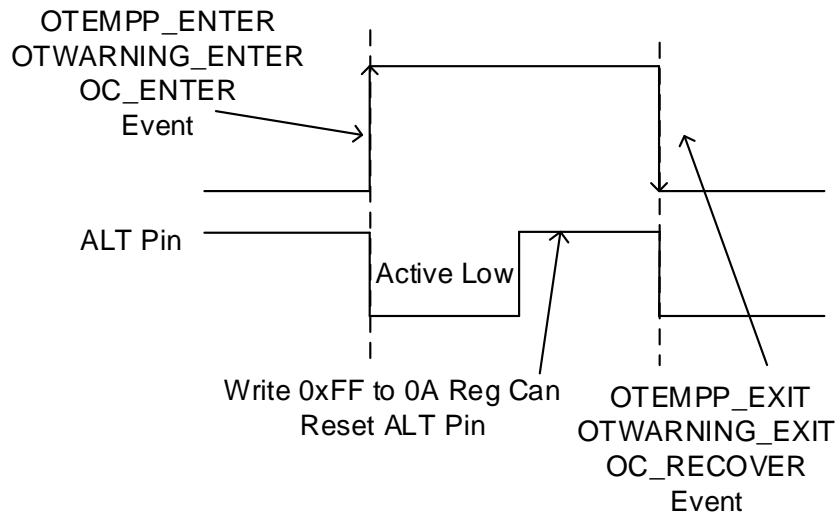 OTEMPP_ENTER
OTWARNING_ENTER
OC_ENTER
Event
ALT Pin
Active Low
Write 0xFF to 0A Reg Can
Reset ALT Pin
OTEMPP_EXIT
OTWARNING_EXIT
OC_RECOVER
Event